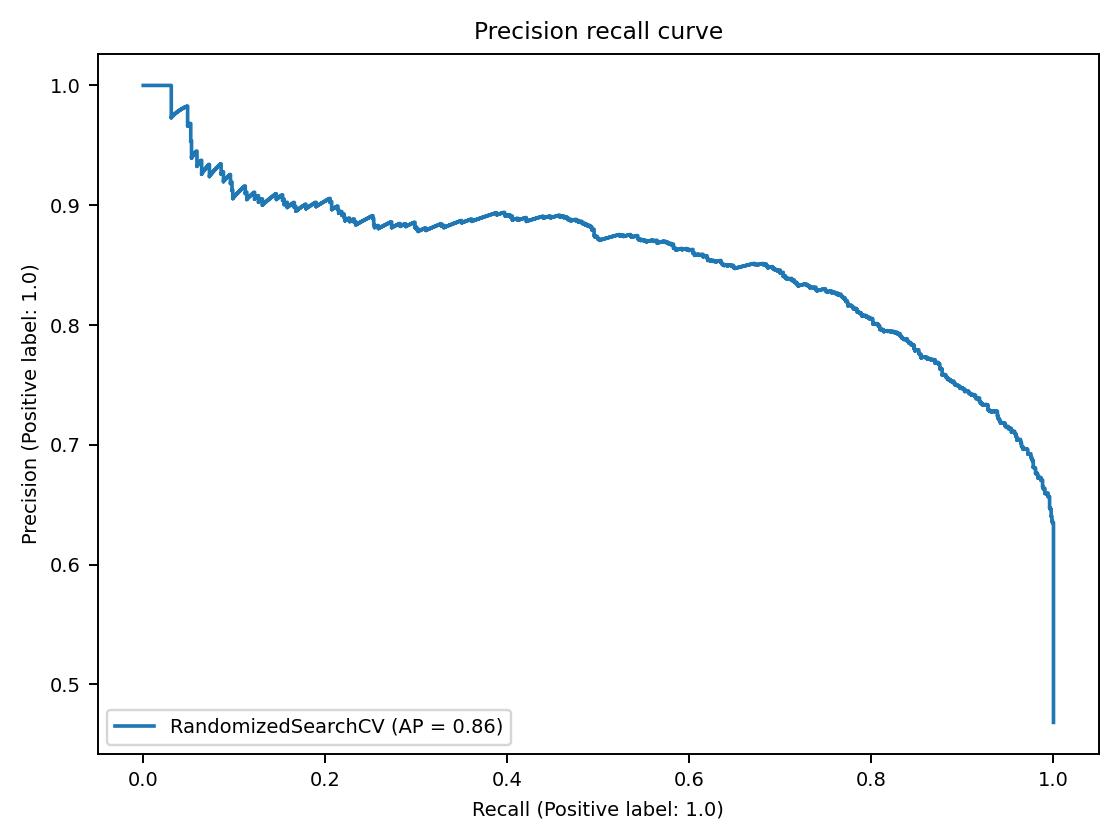 Precision recall curve
1.0
0.9
0.8
0.7
0.6
0.5
Precision (Positive label: 1.0)
RandomizedSearchCV (AP = 0.86)
0.0 0.2 0.4 0.6 0.8 1.0
Recall (Positive label: 1.0)